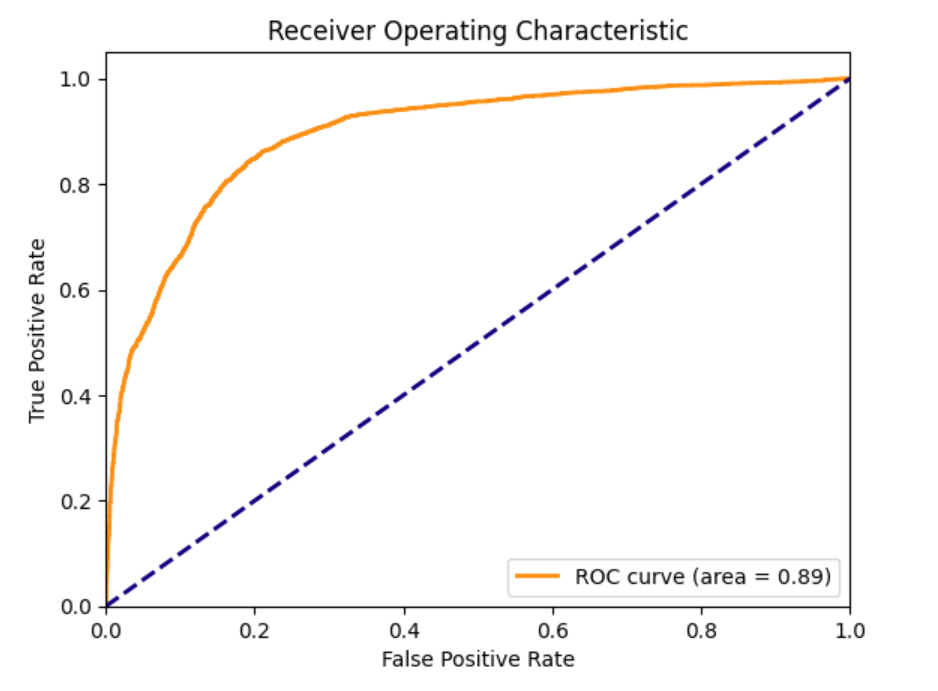 Receiver Operating Characteristic
1.0
0.8
0.6
0.4
0.2
0.0
True Positive Rate
ROC curve (area = 0.89)
0.0 0.2 0.4 0.6 0.8 1.0
False Positive Rate